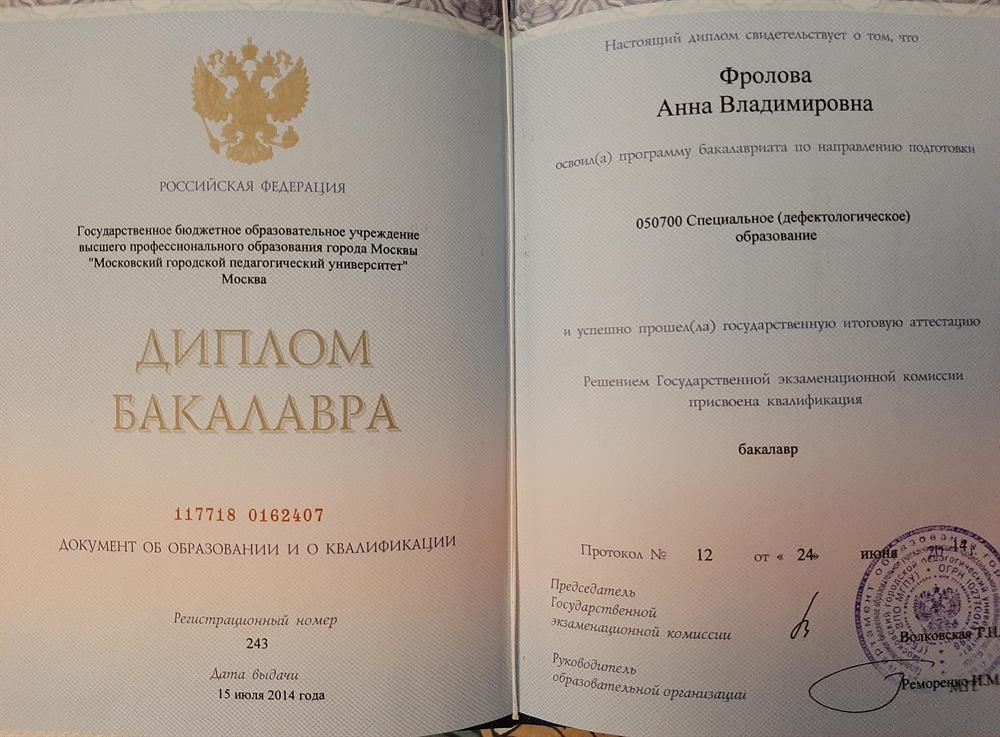 РОССИЙСКАЯ ФЕДЕРАЦИЯ
Государственное бюджетное образовательное учреждение
высшего профессионального образования города Москвы
"Московский городской педагогический университет"
Москва
ДИПЛОМ
БАКАЛАВРА
117718 0162407
ДОКУМЕНТ ОБ ОБРАЗОВАНИИ И О КВАЛИФИКАЦИИ
Регистрационный номер
243
Дата выдачи
15 июля 2014 года
Настоящий диплом свидетельствует о том, что
Фролова
Анна Владимировна
освоил(а) программу бакалавриата по направлению подготовки
050700 Специальное (дефектологическое)
образование
и успешно прошел(ла) государственную итоговую аттестацию
Решением Государственной экзаменационной комиссии
присвоена квалификация
бакалавр
Протокол № 12 от « 24» июня 2014 г.
Председатель
Государственной
экзаменационной комиссии
Волковская Т.Н.
Руководитель
образовательной организации
Реморенко И.М.
М.П.